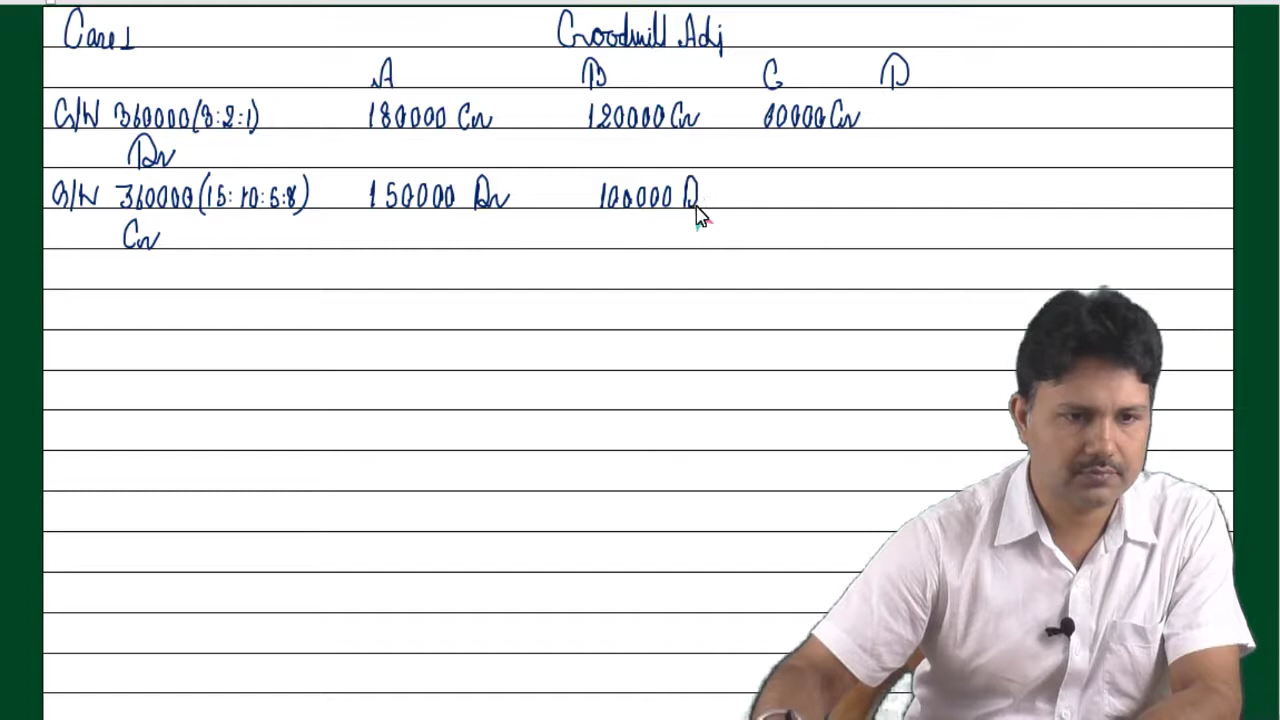 Case 1 Goodwill Adj
A B C D
G/W 360000 (3:2:1) 180000 Cr 120000 Cr 60000 Cr
Dr
G/W 360000 (15:10:5:6) 150000 Dr 100000 D
Cr